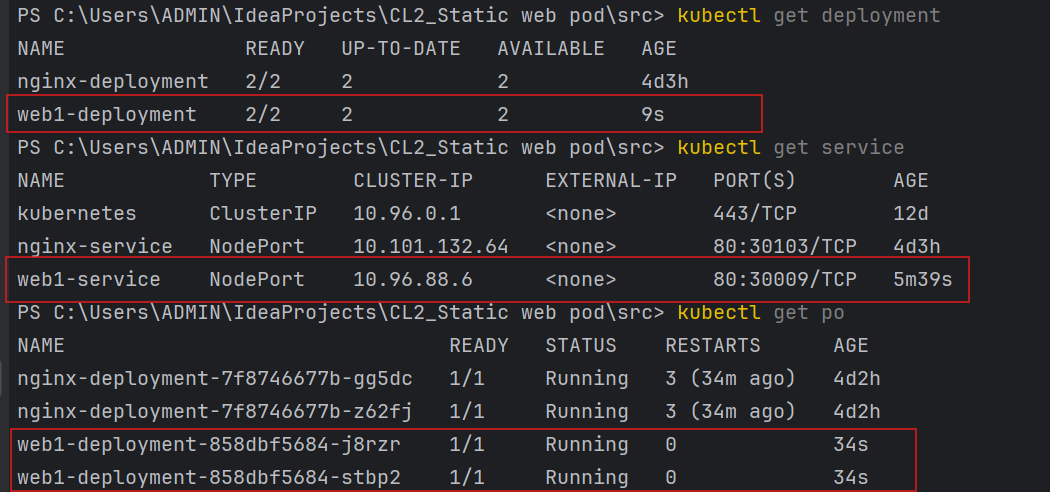 PS C:\Users\ADMIN\IdeaProjects\CL2_Static web pod\src> kubectl get deployment
NAME READY UP-TO-DATE AVAILABLE AGE
nginx-deployment 2/2 2 2 4d3h
web1-deployment 2/2 2 2 9s
PS C:\Users\ADMIN\IdeaProjects\CL2_Static web pod\src> kubectl get service
NAME TYPE CLUSTER-IP EXTERNAL-IP PORT(S) AGE
kubernetes ClusterIP 10.96.0.1 <none> 443/TCP 12d
nginx-service NodePort 10.101.132.64 <none> 80:30103/TCP 4d3h
web1-service NodePort 10.96.88.6 <none> 80:30009/TCP 5m39s
PS C:\Users\ADMIN\IdeaProjects\CL2_Static web pod\src> kubectl get po
NAME READY STATUS RESTARTS AGE
nginx-deployment-7f8746677b-gg5dc 1/1 Running 3 (34m ago) 4d2h
nginx-deployment-7f8746677b-z62fj 1/1 Running 3 (34m ago) 4d2h
web1-deployment-858dbf5684-j8rzr 1/1 Running 0 34s
web1-deployment-858dbf5684-stbp2 1/1 Running 0 34s